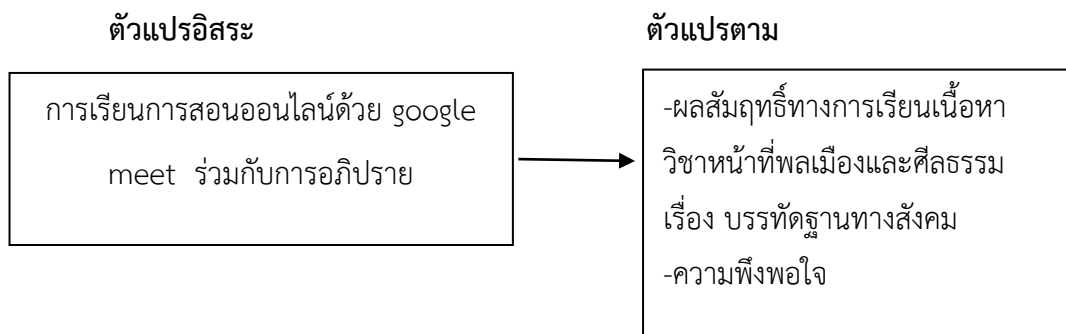 ตัวแปรอิสระ
ตัวแปรตาม
การเรียนการสอนออนไลน์ด้วย google
meet ร่วมกับการอภิปราย
-ผลสัมฤทธิ์ทางการเรียนเนื้อหา
วิชาหน้าที่พลเมืองและศีลธรรม
เรื่อง บรรทัดฐานทางสังคม
-ความพึงพอใจ